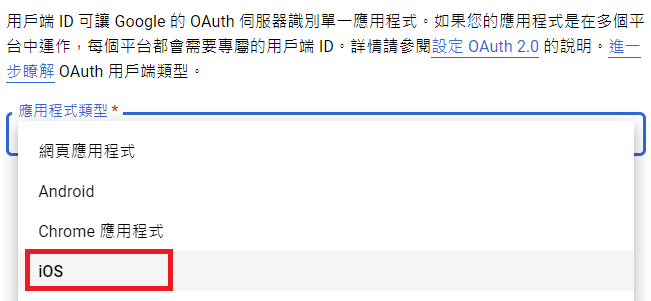 用戶端 ID 可讓 Google 的 OAuth 伺服器識別單一應用程式。如果您的應用程式是在多個平
台中運作，每個平台都會需要專屬的用戶端 ID。詳情請參閱設定 OAuth 2.0 的說明。進一
步瞭解 OAuth 用戶端類型。
應用程式類型 *
網頁應用程式
Android
Chrome 應用程式
iOS